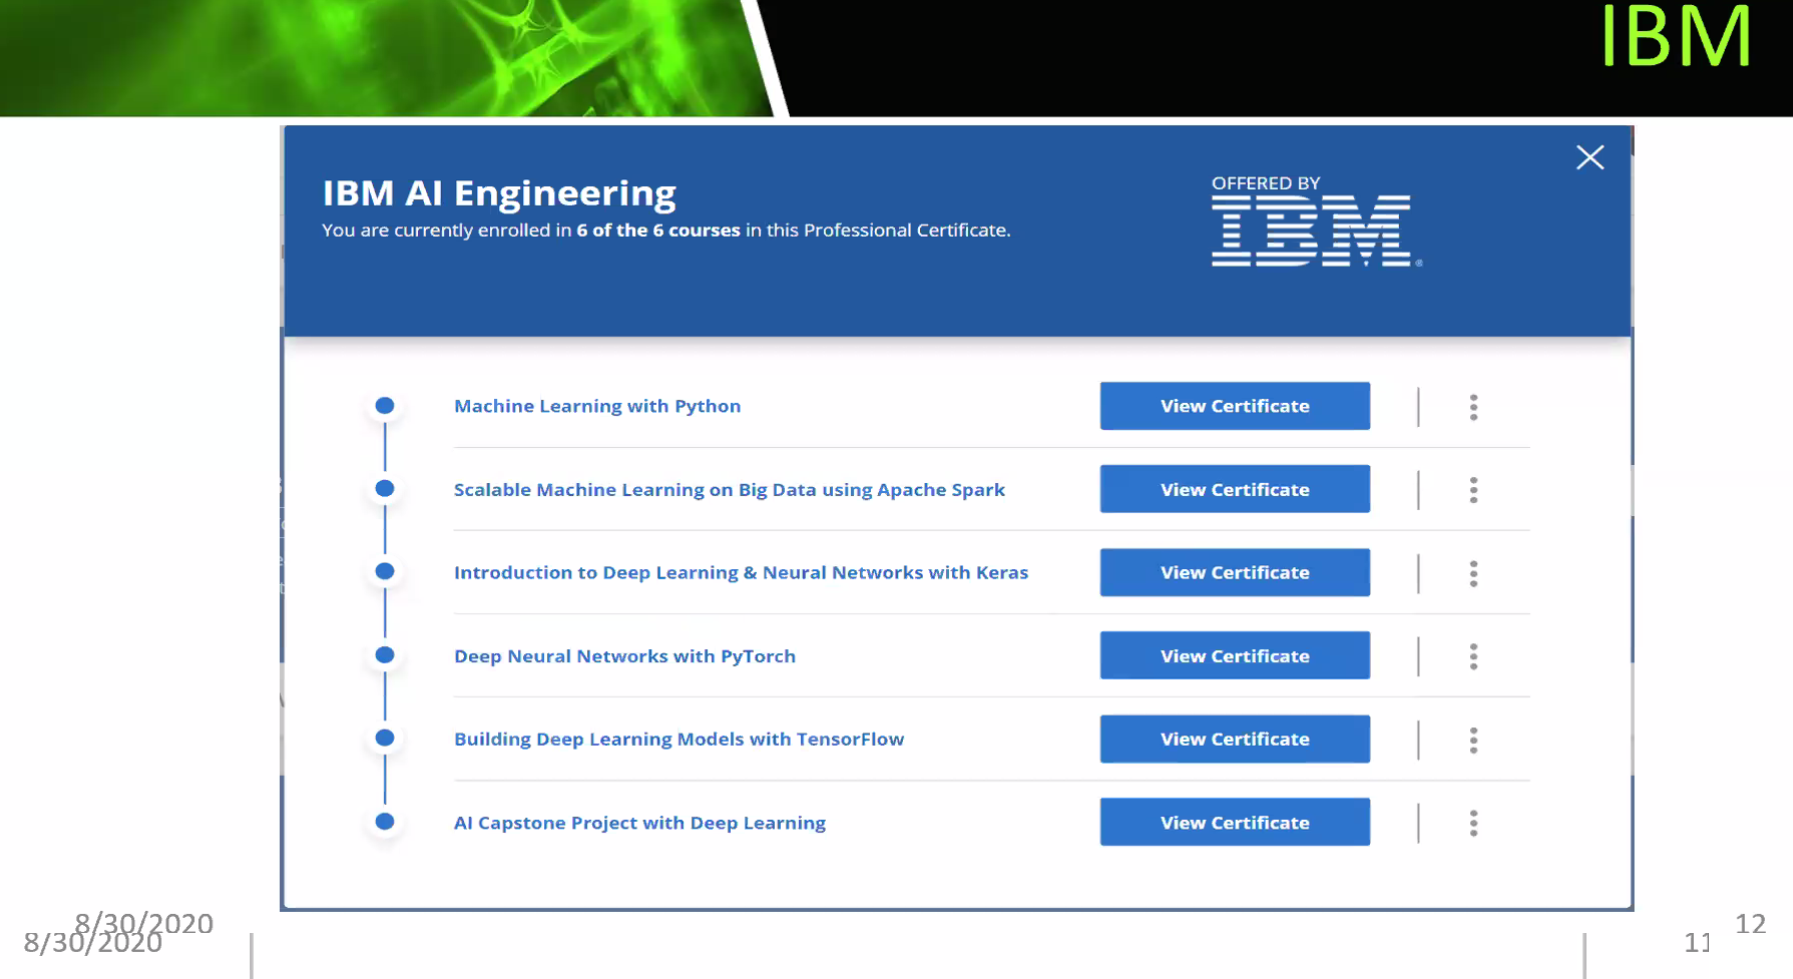 IBM
IBM AI Engineering
You are currently enrolled in 6 of the 6 courses in this Professional Certificate.
OFFERED BY
IBM®
Machine Learning with Python
View Certificate
Scalable Machine Learning on Big Data using Apache Spark
View Certificate
Introduction to Deep Learning & Neural Networks with Keras
View Certificate
Deep Neural Networks with PyTorch
View Certificate
Building Deep Learning Models with TensorFlow
View Certificate
AI Capstone Project with Deep Learning
View Certificate
8/30/2020
12
8/30/2020
11